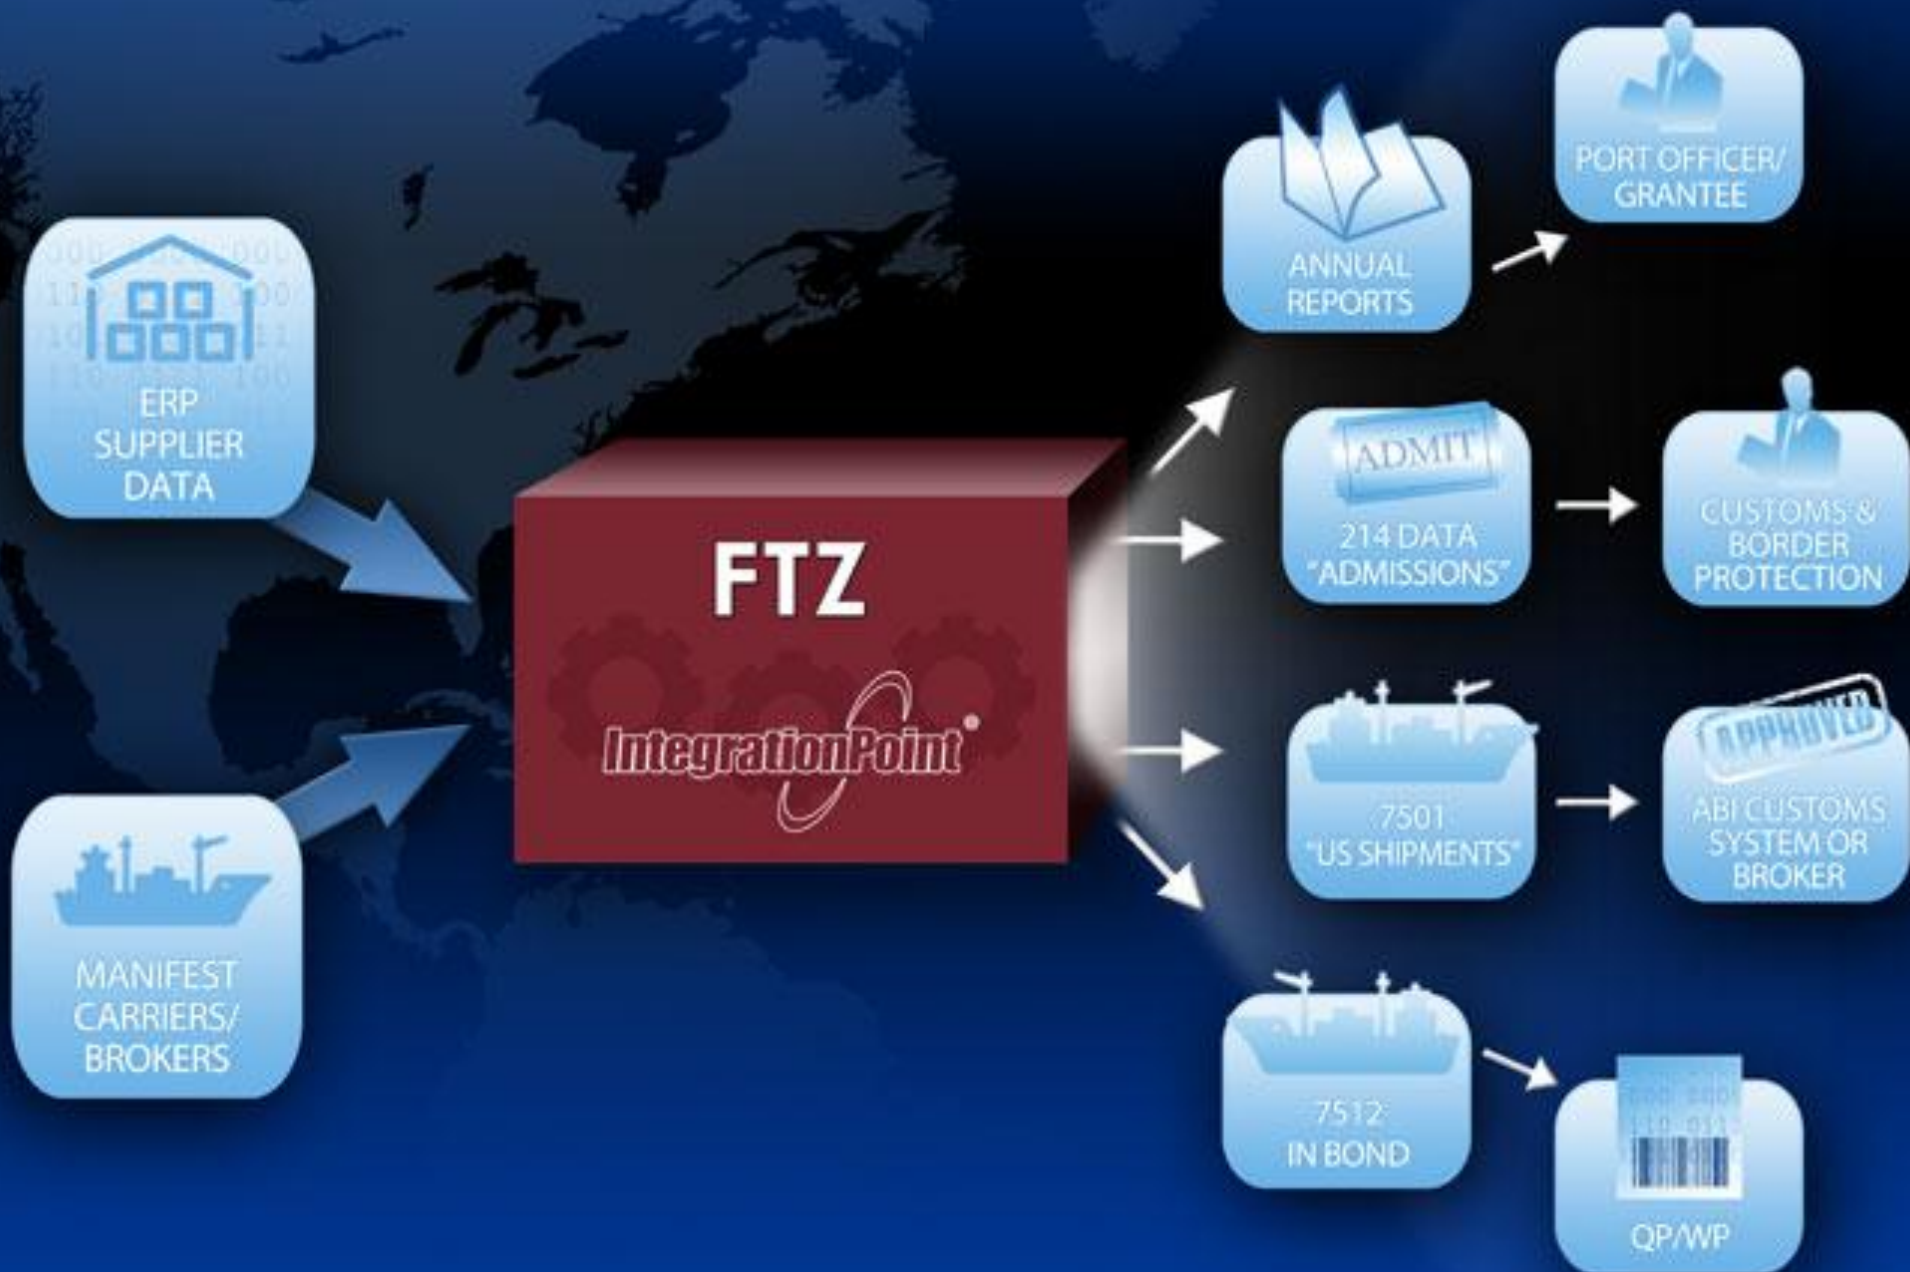 ERP
SUPPLIER
DATA
MANIFEST
CARRIERS/
BROKERS
FTZ
IntegrationPoint®
ANNUAL
REPORTS
PORT OFFICER/
GRANTEE
ADMIT
214 DATA
"ADMISSIONS"
CUSTOMS &
BORDER
PROTECTION
7501
"US SHIPMENTS"
APPROVED
ABI CUSTOMS
SYSTEM OR
BROKER
7512
IN BOND
QP/WP